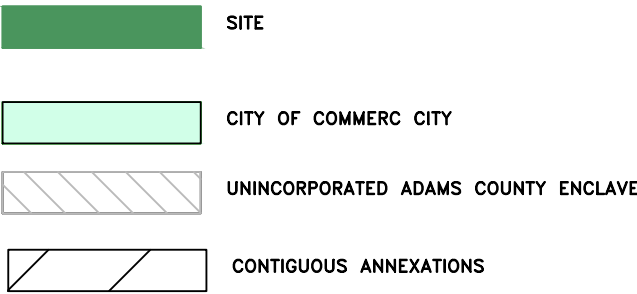 SITE
CITY OF COMMERC CITY
UNINCORPORATED ADAMS COUNTY ENCLAVE
CONTIGUOUS ANNEXATIONS